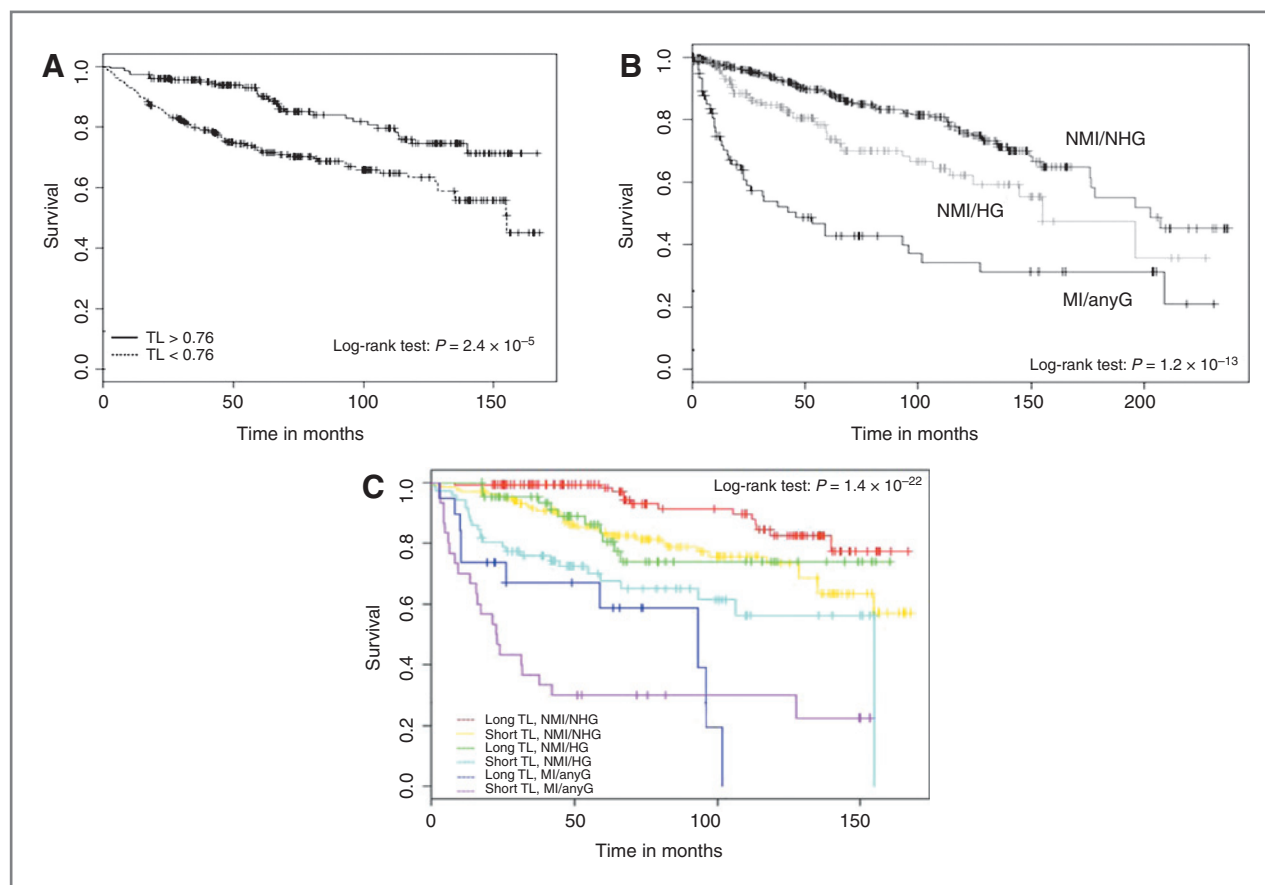 A
1.0
0.8
0.6
0.4
0.2
0.0
Survival
TL > 0.76
TL < 0.76
Log-rank test: P = 2.4 × 10⁻⁵
0 50 100 150
Time in months
B
1.0
0.8
0.6
0.4
0.2
0.0
Survival
NMI/NHG
NMI/HG
MI/anyG
Log-rank test: P = 1.2 × 10⁻¹³
0 50 100 150 200
Time in months
C
1.0
0.8
0.6
0.4
0.2
0.0
Survival
Log-rank test: P = 1.4 × 10⁻²²
Long TL, NMI/NHG
Short TL, NMI/NHG
Long TL, NMI/HG
Short TL, NMI/HG
Long TL, MI/anyG
Short TL, MI/anyG
0 50 100 150
Time in months